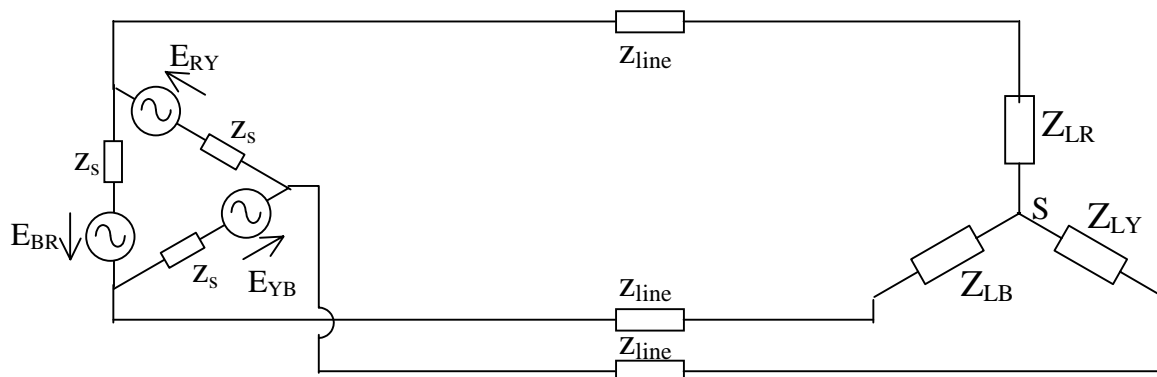 z_line
E_RY
z_s
Z_LR
z_s
S
Z_LY
E_BR
z_s
E_YB
Z_LB
z_line
z_line